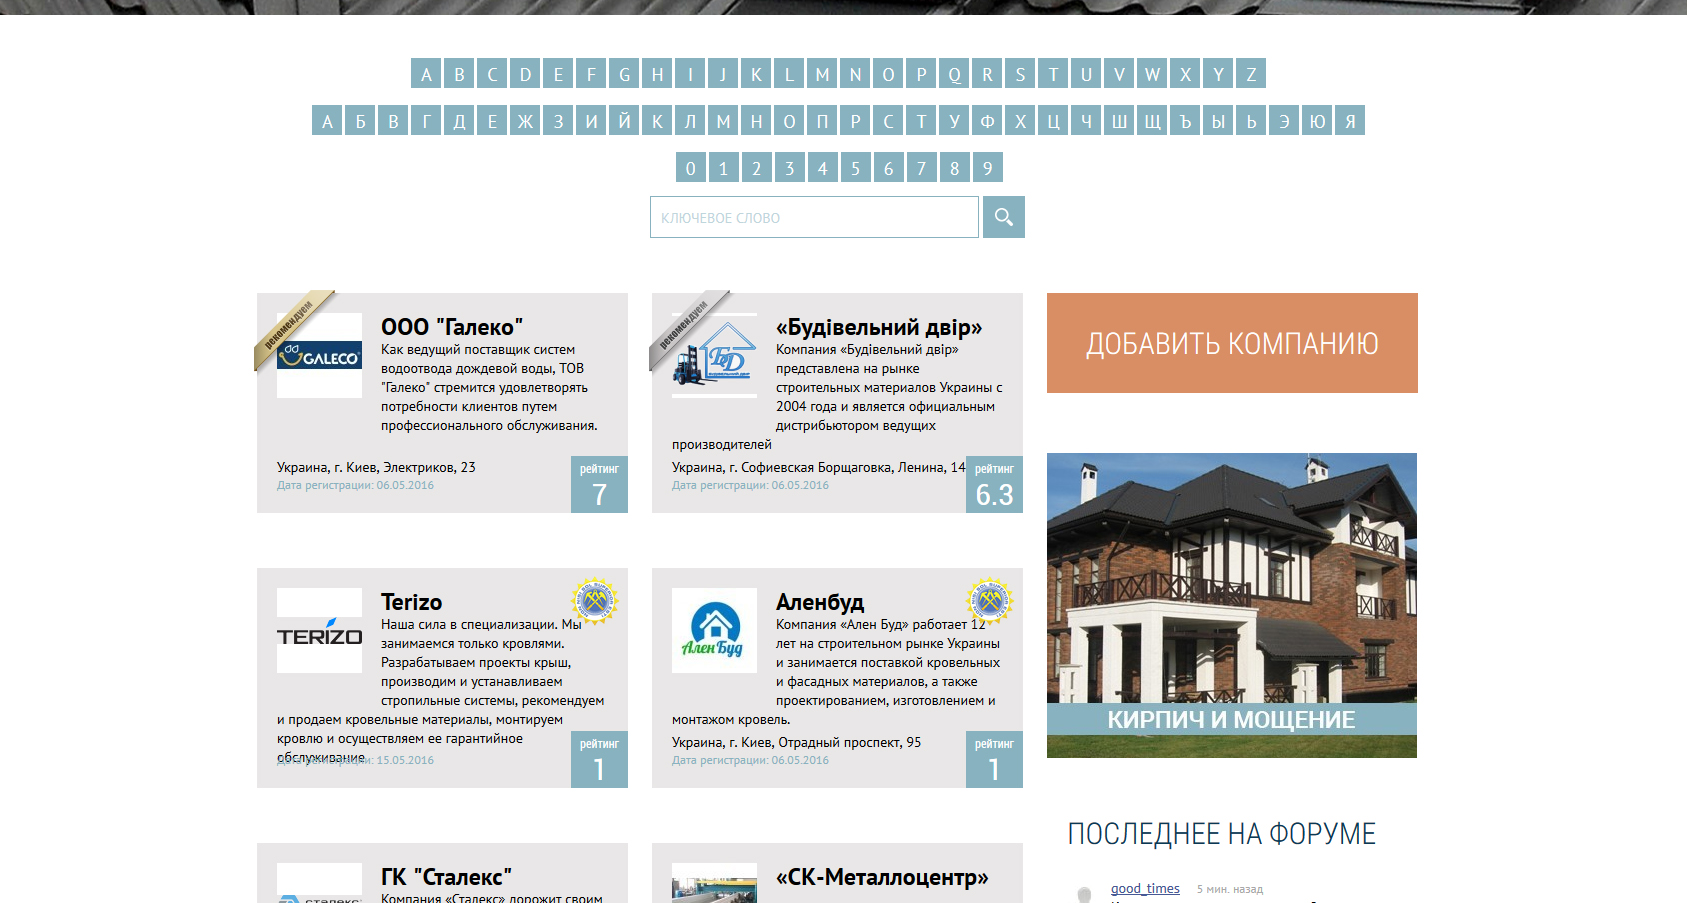 A B C D E F G H I J K L M N O P Q R S T U V W X Y Z
А Б В Г Д Е Ж З И Й К Л М Н О П Р С Т У Ф Х Ц Ч Ш Щ Ъ Ы Ь Э Ю Я
0 1 2 3 4 5 6 7 8 9
КЛЮЧЕВОЕ СЛОВО
рекомендуем
GALECO
ООО "Галеко"
Как ведущий поставщик систем
водоотвода дождевой воды, ТОВ
"Галеко" стремится удовлетворять
потребности клиентов путем
профессионального обслуживания.
Украина, г. Киев, Электриков, 23
Дата регистрации: 06.05.2016
рейтинг
7
рекомендуем
БД
будівельний двір
«Будівельний двір»
Компания «Будівельний двір»
представлена на рынке
строительных материалов Украины с
2004 года и является официальным
дистрибьютором ведущих
производителей
Украина, г. Софиевская Борщаговка, Ленина, 14
Дата регистрации: 06.05.2016
рейтинг
6.3
ДОБАВИТЬ КОМПАНИЮ
КИРПИЧ И МОЩЕНИЕ
TERIZO
Terizo
Наша сила в специализации. Мы
занимаемся только кровлями.
Разрабатываем проекты крыш,
производим и устанавливаем
стропильные системы, рекомендуем
и продаем кровельные материалы, монтируем
кровлю и осуществляем ее гарантийное
обслуживание
Дата регистрации: 15.05.2016
рейтинг
1
Ален Буд
Аленбуд
Компания «Ален Буд» работает 12
лет на строительном рынке Украины
и занимается поставкой кровельных
и фасадных материалов, а также
проектированием, изготовлением и
монтажом кровель.
Украина, г. Киев, Отрадный проспект, 95
Дата регистрации: 06.05.2016
рейтинг
1
ПОСЛЕДНЕЕ НА ФОРУМЕ
good_times 5 мин. назад
сталекс
ГК "Сталекс"
Компания «Сталекс» дорожит своим
«СК-Металлоцентр»